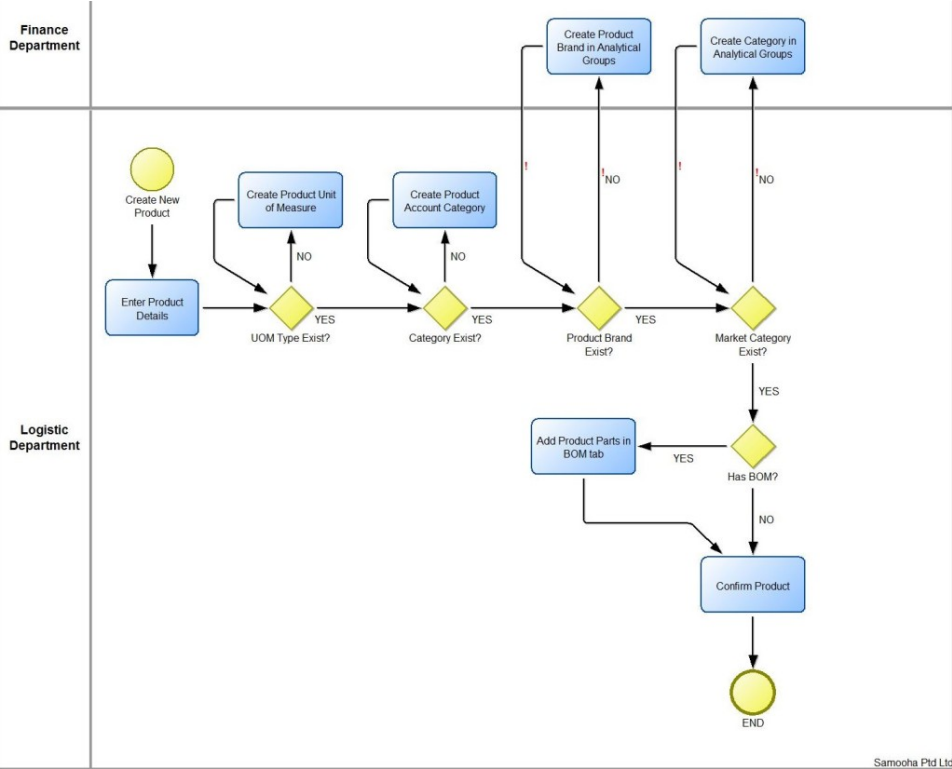 Finance
Department
Create Product
Brand in Analytical
Groups
Create Category in
Analytical Groups
!
!
NO
!
!
NO
Create New
Product
Create Product Unit
of Measure
Create Product
Account Category
NO
NO
Enter Product
Details
YES
YES
YES
UOM Type Exist?
Category Exist?
Product Brand
Exist?
Market Category
Exist?
YES
Logistic
Department
Add Product Parts in
BOM tab
YES
Has BOM?
NO
Confirm Product
END
Samooha Ptd Ltd